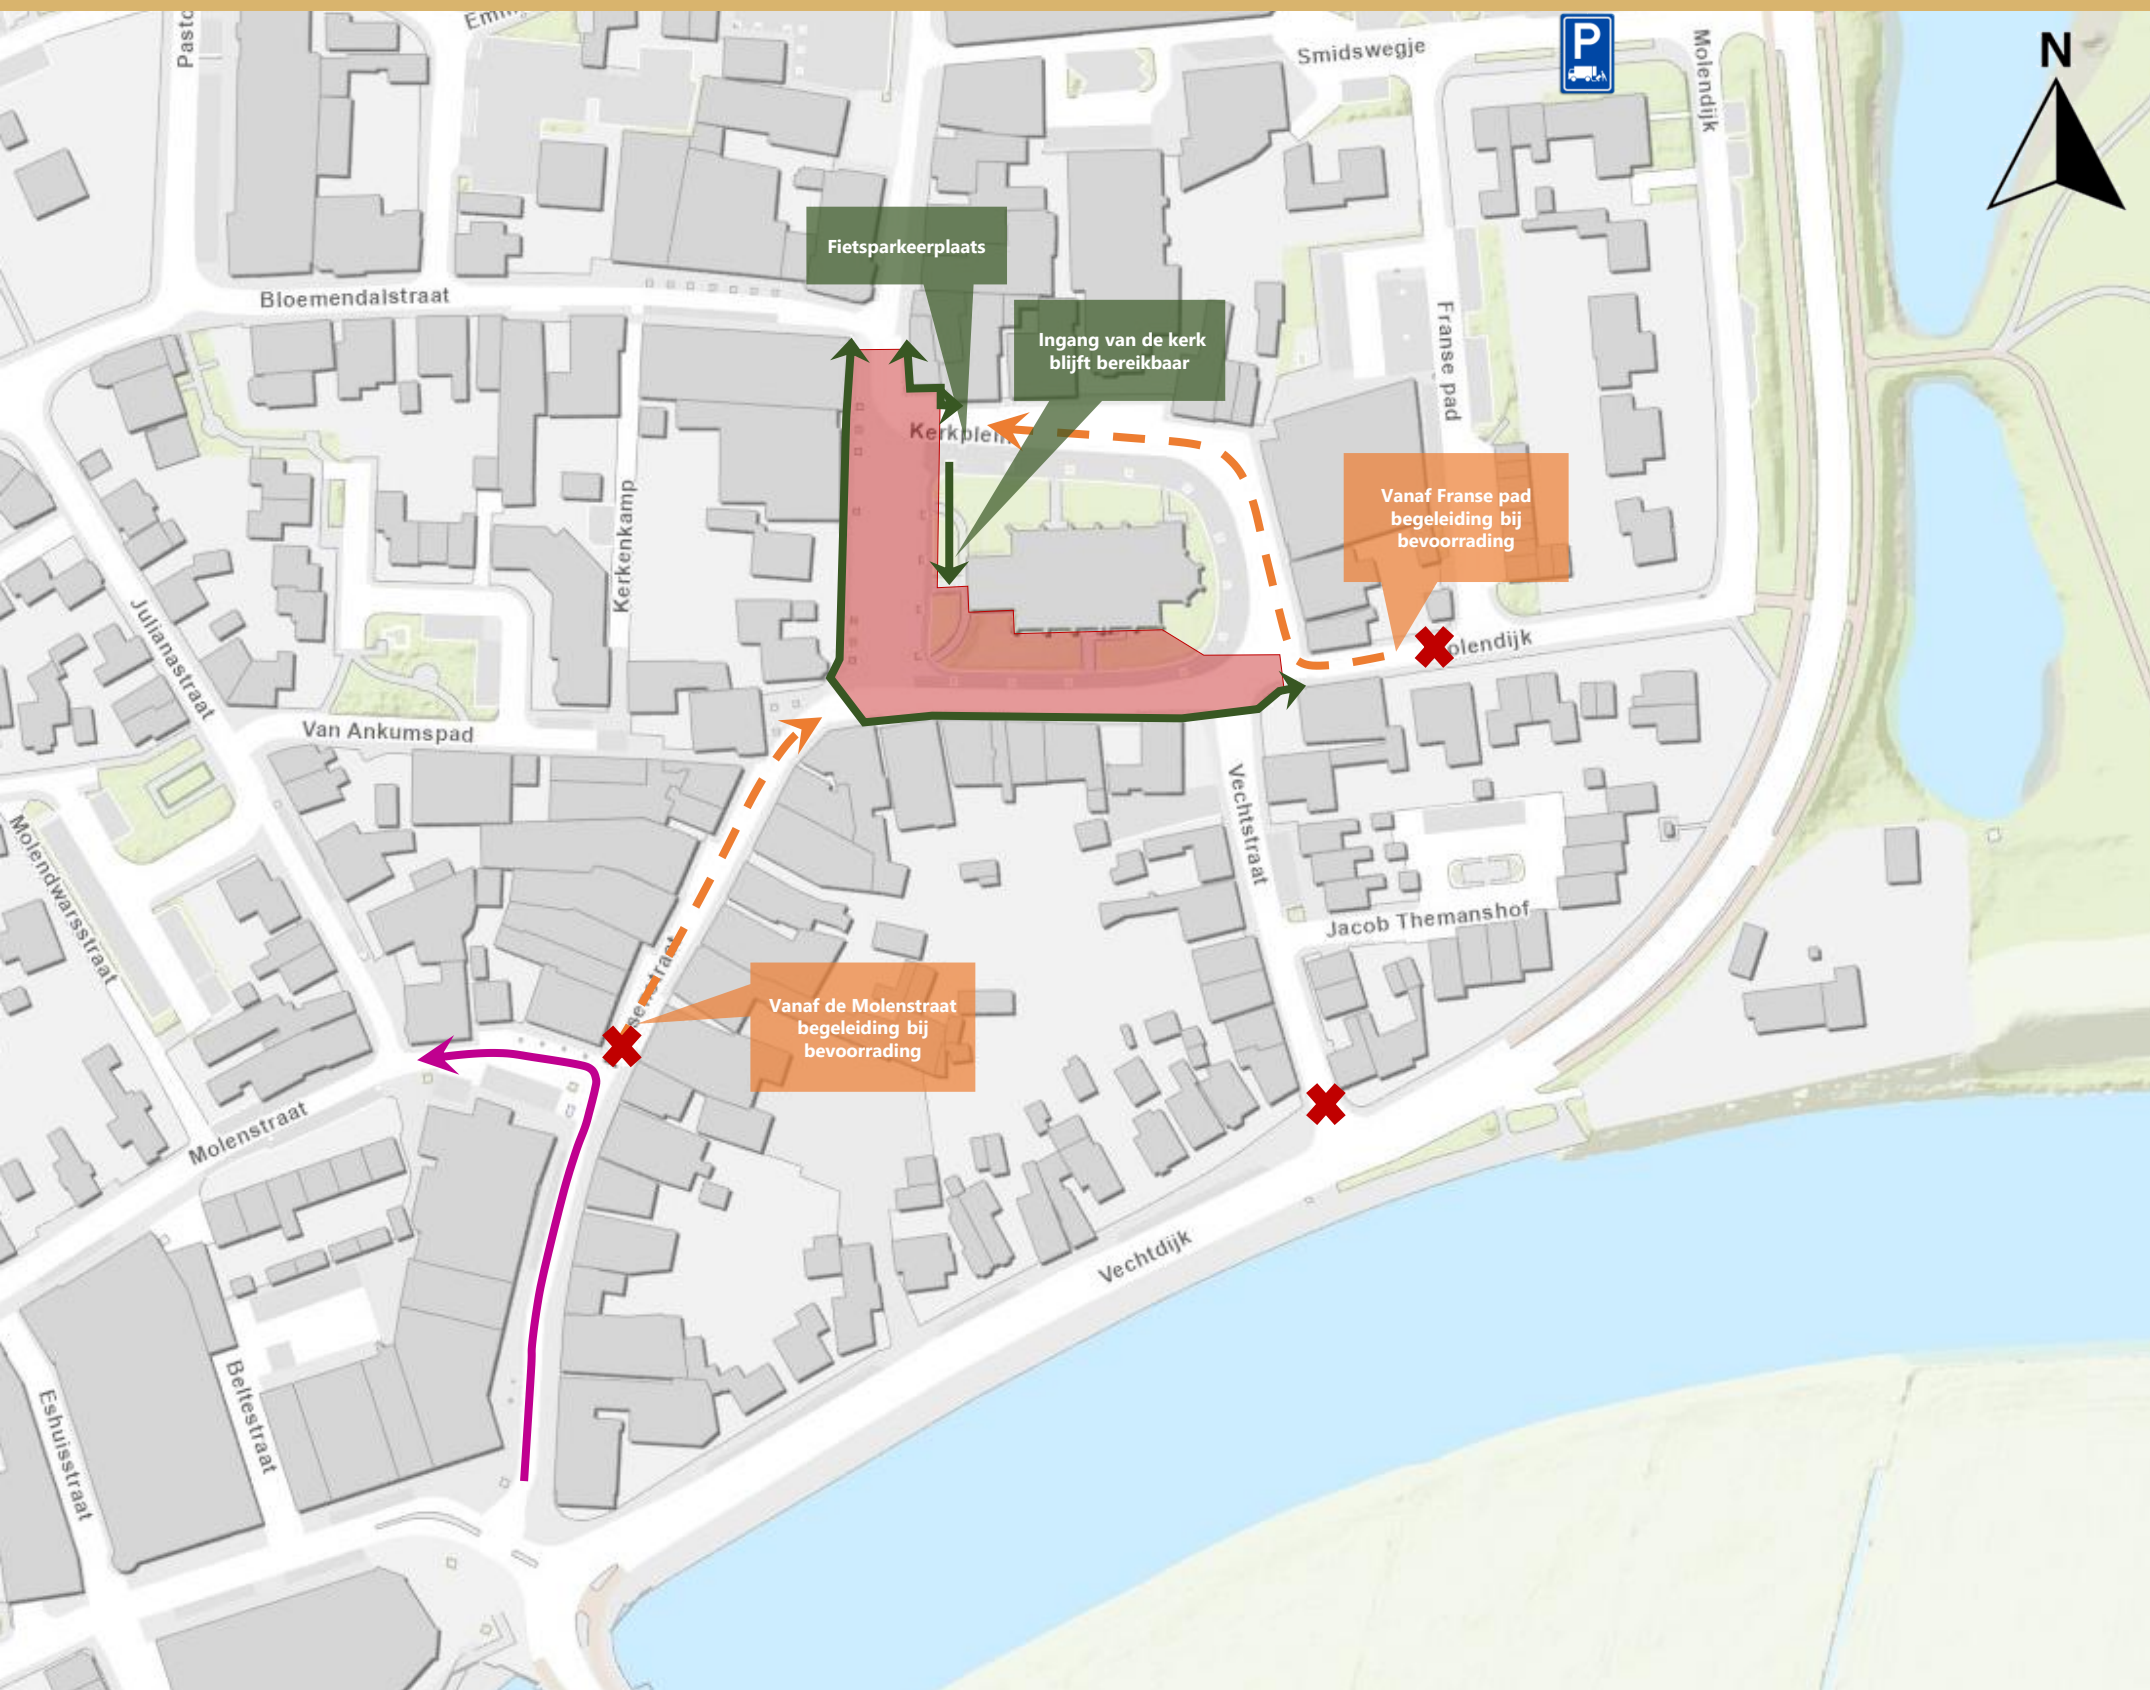 Smidswegje
P
Molendijk
N
Fietsparkeerplaats
Bloemendalstraat
Ingang van de kerk
blijft bereikbaar
Franse pad
Vanaf Franse pad
begeleiding bij
bevoorrading
Kerkenkamp
Julianastraat
Van Ankumspad
Vechtstraat
Molendwarsstraat
Jacob Themanshof
Vanaf de Molenstraat
begeleiding bij
bevoorrading
Molenstraat
Vechtdijk
Beltestraat
Eshuisstraat